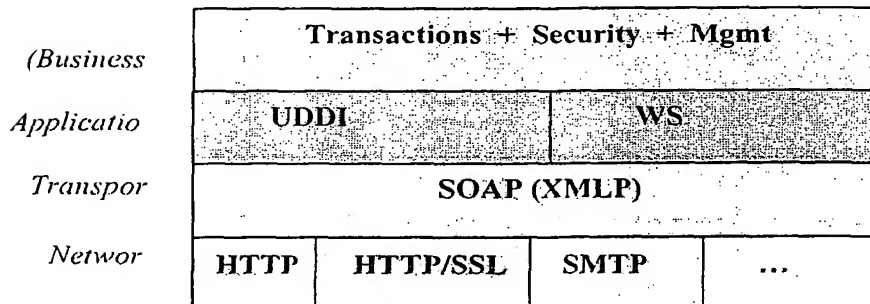 Transactions + Security + Mgmt
(Business
Applicatio UDDI WS
Transpor SOAP (XMLP)
Networ HTTP HTTP/SSL SMTP ...